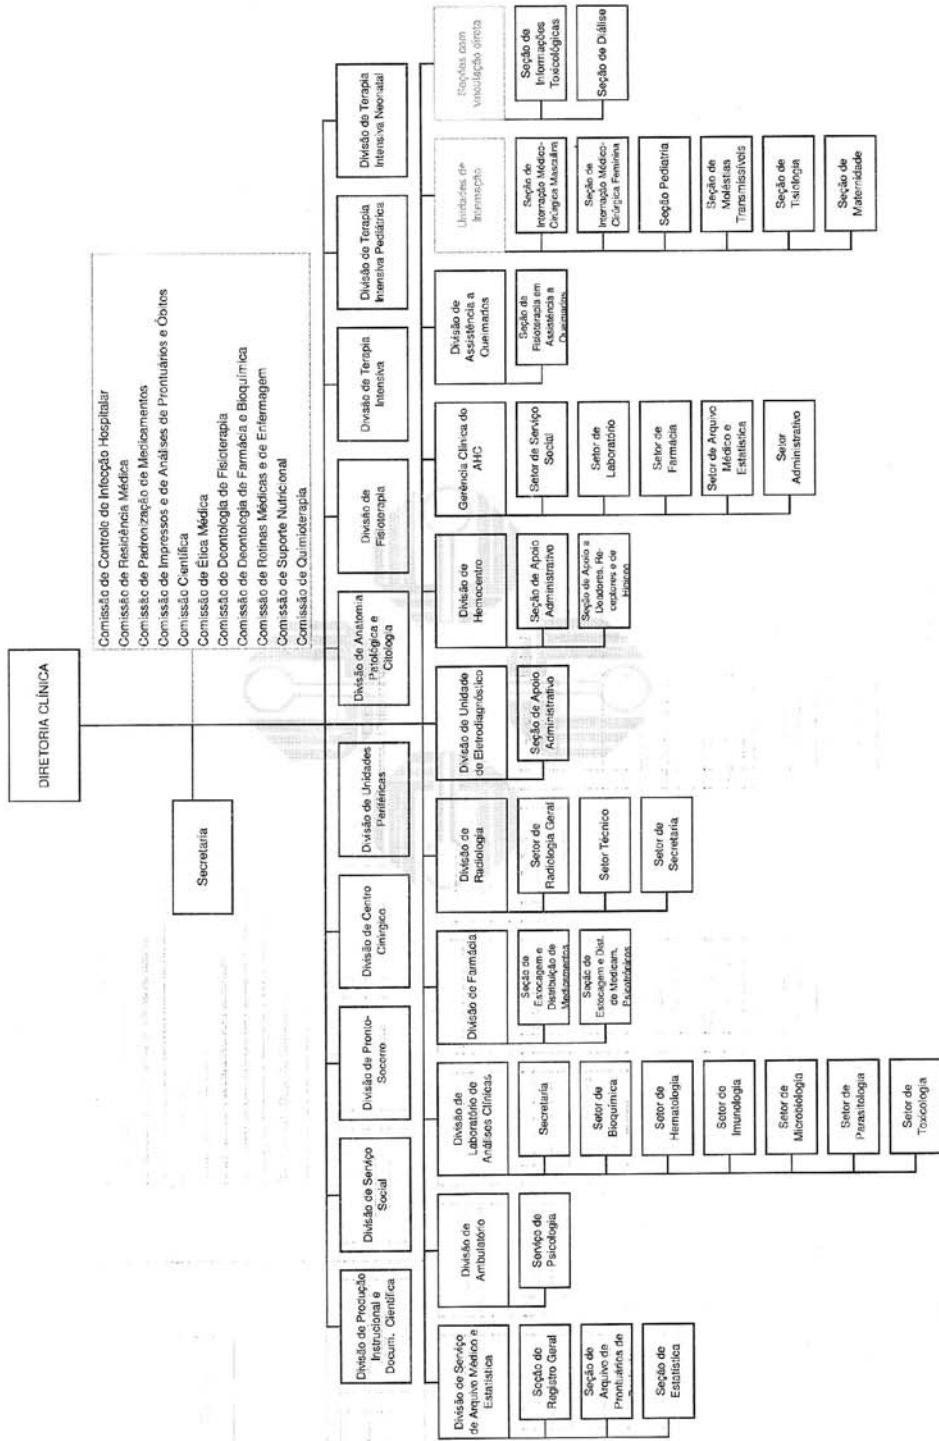 DIRETORIA CLÍNICA
Secretaria
Comissão de Controle de Infecção Hospitalar
Comissão de Residência Médica
Comissão de Padronização de Medicamentos
Comissão de Impressos e de Análises de Prontuários e Óbitos
Comissão Científica
Comissão de Ética Médica
Comissão de Deontologia de Fisioterapia
Comissão de Deontologia de Farmácia e Bioquímica
Comissão de Rotinas Médicas e de Enfermagem
Comissão de Suporte Nutricional
Comissão de Quimioterapia
Divisão de Produção
Instrucional e
Docum. Científica
Divisão de Serviço
Social
Divisão de Pronto-
Socorro
Divisão de Centro
Cirúrgico
Divisão de Unidades
Periféricas
Divisão de Anatomia
Patológica e
Citologia
Divisão de
Fisioterapia
Divisão de Terapia
Intensiva
Divisão de Terapia
Intensiva Pediátrica
Divisão de Terapia
Intensiva Neonatal
Divisão de Serviço
de Arquivo Médico e
Estatística
Seção de
Registro Geral
Seção de
Arquivo de
Prontuários de
Seção de
Estatística
Divisão de
Ambulatório
Serviço de
Psicologia
Divisão de
Laboratório de
Análises Clínicas
Secretaria
Setor de
Bioquímica
Setor de
Hematologia
Setor de
Imunologia
Setor de
Microbiologia
Setor de
Parasitologia
Setor de
Toxicologia
Divisão de Farmácia
Seção de
Estocagem e
Distribuição de
Medicamentos
Seção de
Estocagem e Dist.
de Medicam.
Psicotrópicos
Divisão de
Radiologia
Setor de
Radiologia Geral
Setor Técnico
Setor de
Secretaria
Divisão de Unidade
de Eletrodiagnóstico
Seção de Apoio
Administrativo
Divisão de
Hemocentro
Seção de Apoio
Administrativo
Seção de Apoio a
Doadores, Re-
ceptores e de
Gerência Clínica do
AHC
Setor de Serviço
Social
Setor de
Laboratório
Setor de
Farmácia
Setor de Arquivo
Médico e
Estatística
Setor
Administrativo
Divisão de
Assistência a
Queimados
Seção de
Fisioterapia em
Assistência a
Queimados
Unidades de
Internação
Seção de
Internação Médico-
Cirúrgica Masculina
Seção de
Internação Médico-
Cirúrgica Feminina
Seção Pediatria
Seção de
Moléstias
Transmissíveis
Seção de
Tisiologia
Seção de
Maternidade
Seções com
vinculação direta
Seção de
Informações
Toxicológicas
Seção de Diálise